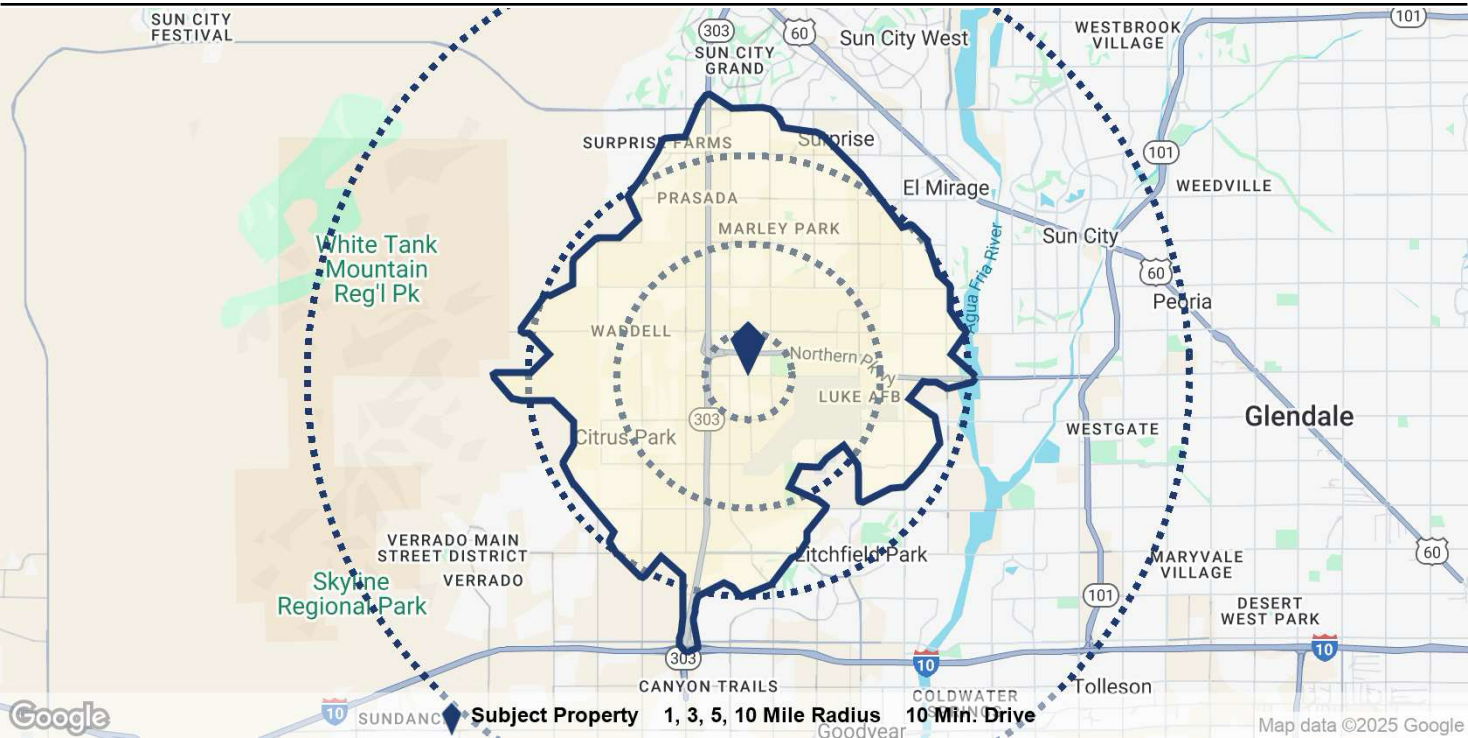 SUN CITY
FESTIVAL
303
60
Sun City West
WESTBROOK
VILLAGE
101
SUN CITY
GRAND
SURPRISE FARMS
Surprise
101
El Mirage
WEEDVILLE
PRASADA
MARLEY PARK
Sun City
White Tank
Mountain
Reg'l Pk
60
Peoria
Agua Fria River
WADDELL
Northern Pkwy
LUKE AFB
303
Citrus Park
Glendale
WESTGATE
VERRADO MAIN
STREET DISTRICT
VERRADO
Litchfield Park
60
MARYVALE
VILLAGE
Skyline
Regional Park
101
DESERT
WEST PARK
303
10
10
CANYON TRAILS
Tolleson
COLDWATER
SPRINGS
10
SUNDANC
Subject Property 1, 3, 5, 10 Mile Radius 10 Min. Drive
Goodyear
Google
Map data ©2025 Google